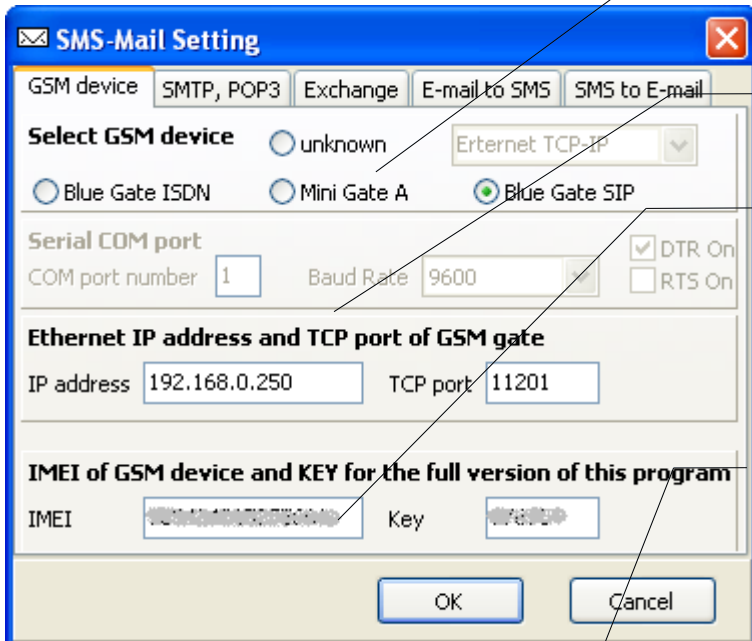 SMS-Mail Setting
GSM device SMTP, POP3 Exchange E-mail to SMS SMS to E-mail
Select GSM device unknown Erternet TCP-IP
Blue Gate ISDN Mini Gate A Blue Gate SIP
Serial COM port DTR On
COM port number 1 Baud Rate 9600 RTS On
Ethernet IP address and TCP port of GSM gate
IP address 192.168.0.250 TCP port 11201
IMEI of GSM device and KEY for the full version of this program
IMEI Key
OK Cancel